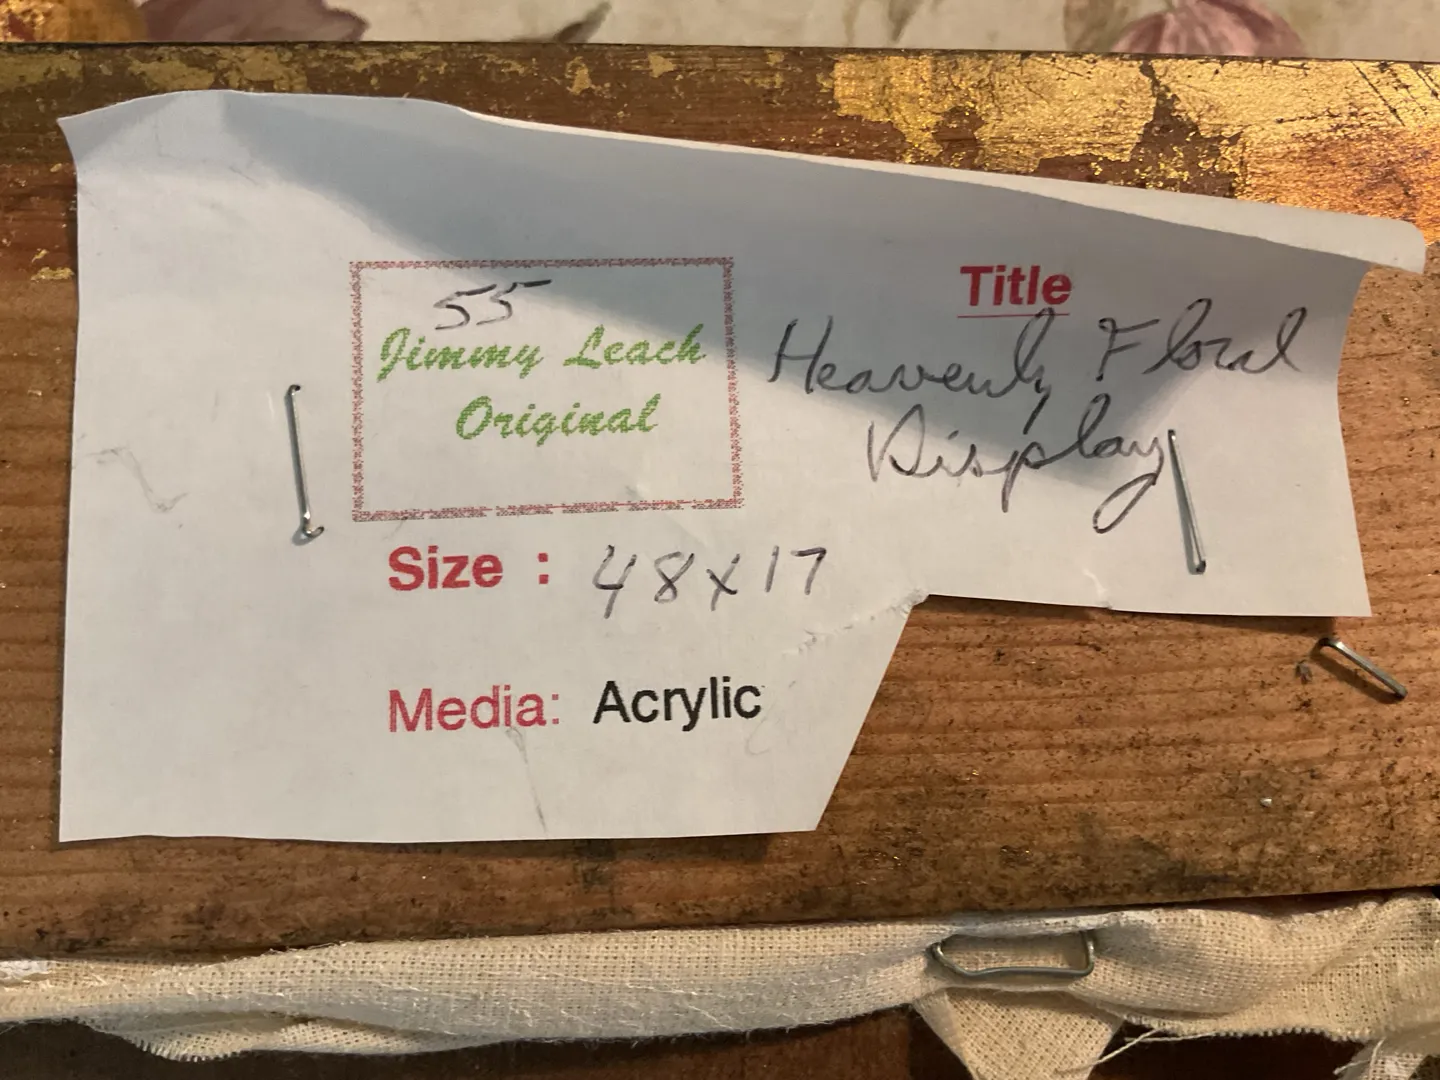 55
Jimmy Leach
Original
Title
Heavenly Floral
Display
Size : 48x17
Media: Acrylic